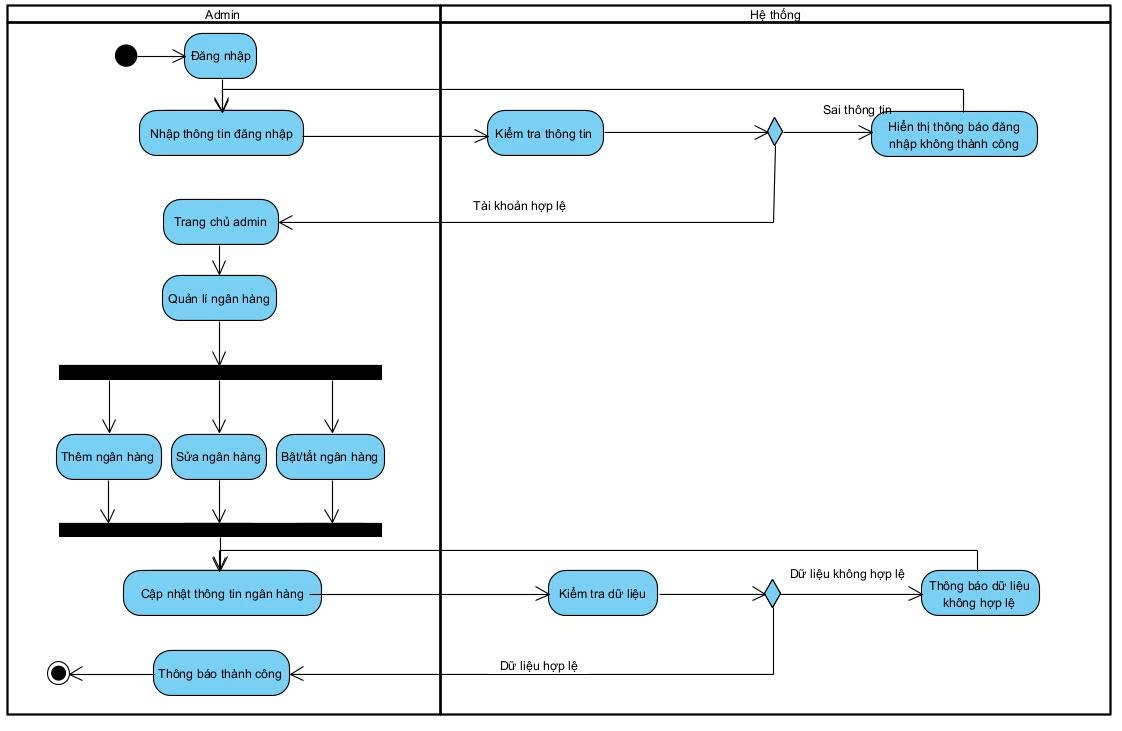 Admin
Hệ thống
Đăng nhập
Nhập thông tin đăng nhập
Kiểm tra thông tin
Sai thông tin
Hiển thị thông báo đăng
nhập không thành công
Tài khoản hợp lệ
Trang chủ admin
Quản lí ngân hàng
Thêm ngân hàng
Sửa ngân hàng
Bật/tắt ngân hàng
Cập nhật thông tin ngân hàng
Kiểm tra dữ liệu
Dữ liệu không hợp lệ
Thông báo dữ liệu
không hợp lệ
Dữ liệu hợp lệ
Thông báo thành công